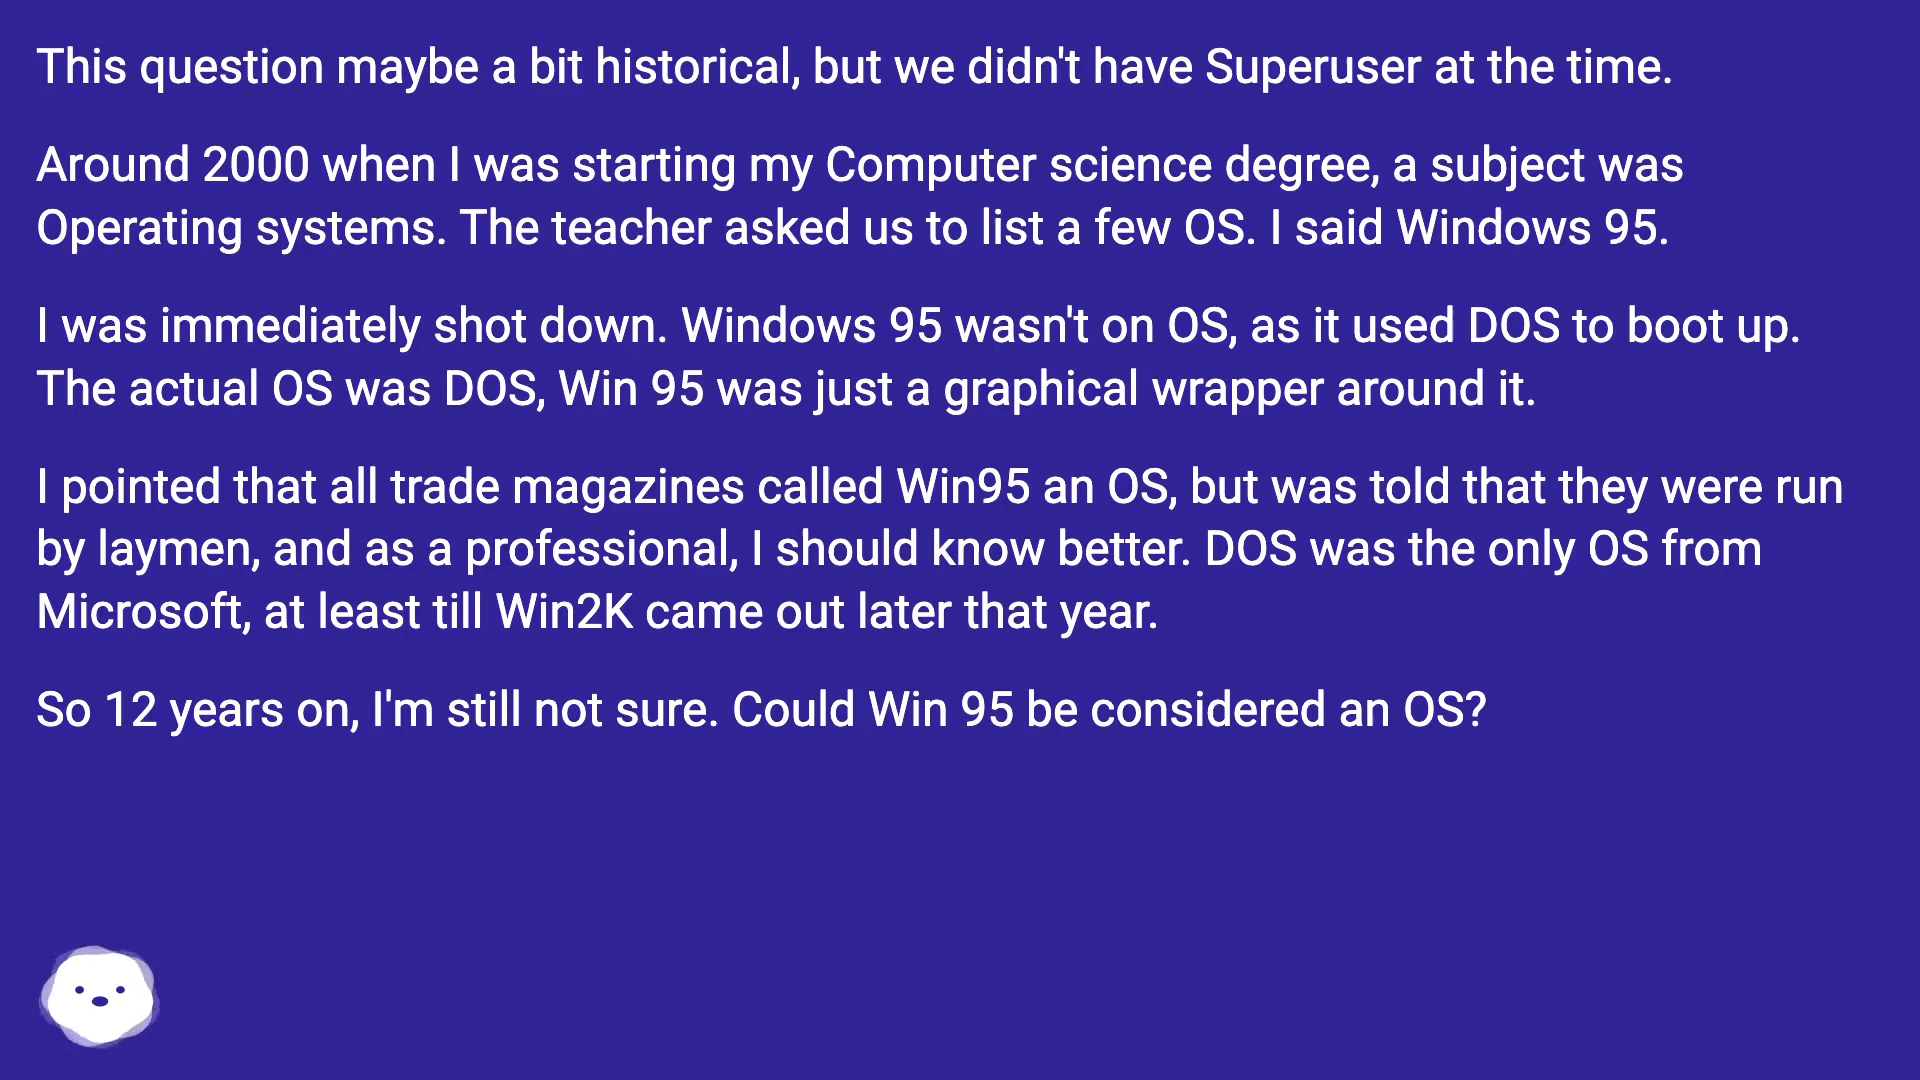 This question maybe a bit historical, but we didn't have Superuser at the time.
Around 2000 when I was starting my Computer science degree, a subject was
Operating systems. The teacher asked us to list a few OS. I said Windows 95.
I was immediately shot down. Windows 95 wasn't on OS, as it used DOS to boot up.
The actual OS was DOS, Win 95 was just a graphical wrapper around it.
I pointed that all trade magazines called Win95 an OS, but was told that they were run
by laymen, and as a professional, I should know better. DOS was the only OS from
Microsoft, at least till Win2K came out later that year.
So 12 years on, I'm still not sure. Could Win 95 be considered an OS?